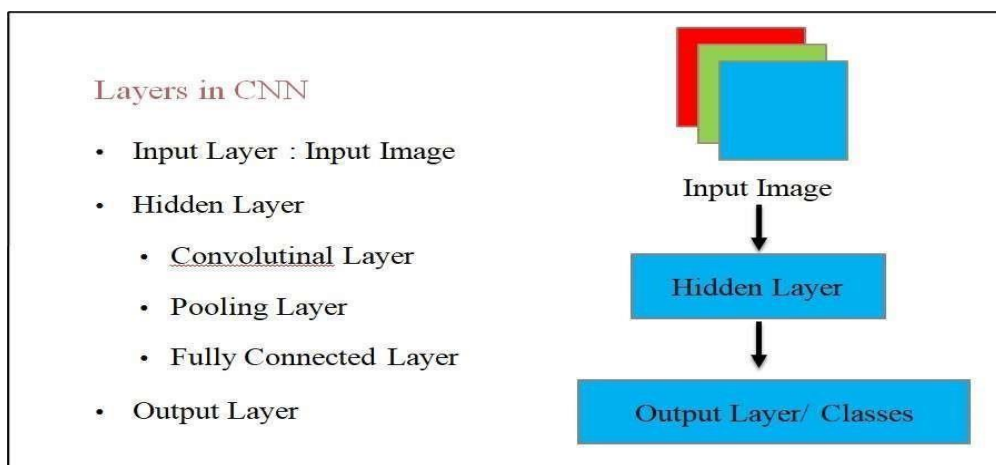 Layers in CNN
• Input Layer : Input Image
• Hidden Layer
• Convolutinal Layer
• Pooling Layer
• Fully Connected Layer
• Output Layer
Input Image
Hidden Layer
Output Layer/ Classes